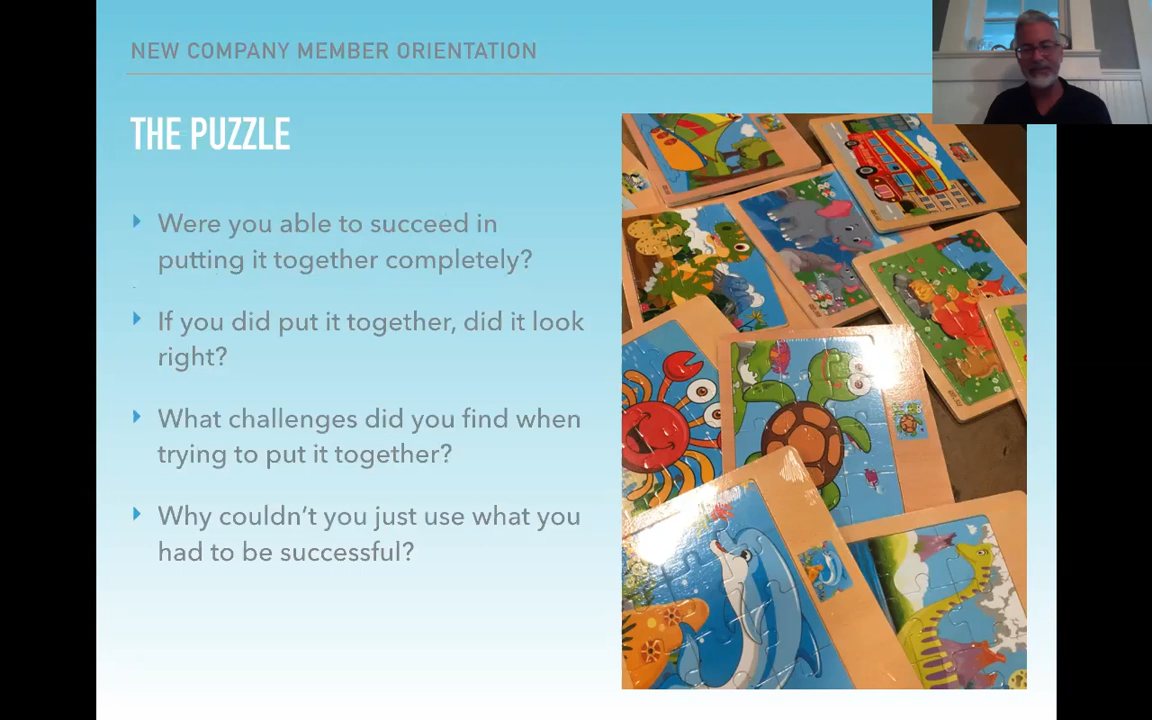 NEW COMPANY MEMBER ORIENTATION
THE PUZZLE
Were you able to succeed in
putting it together completely?
If you did put it together, did it look
right?
What challenges did you find when
trying to put it together?
Why couldn't you just use what you
had to be successful?